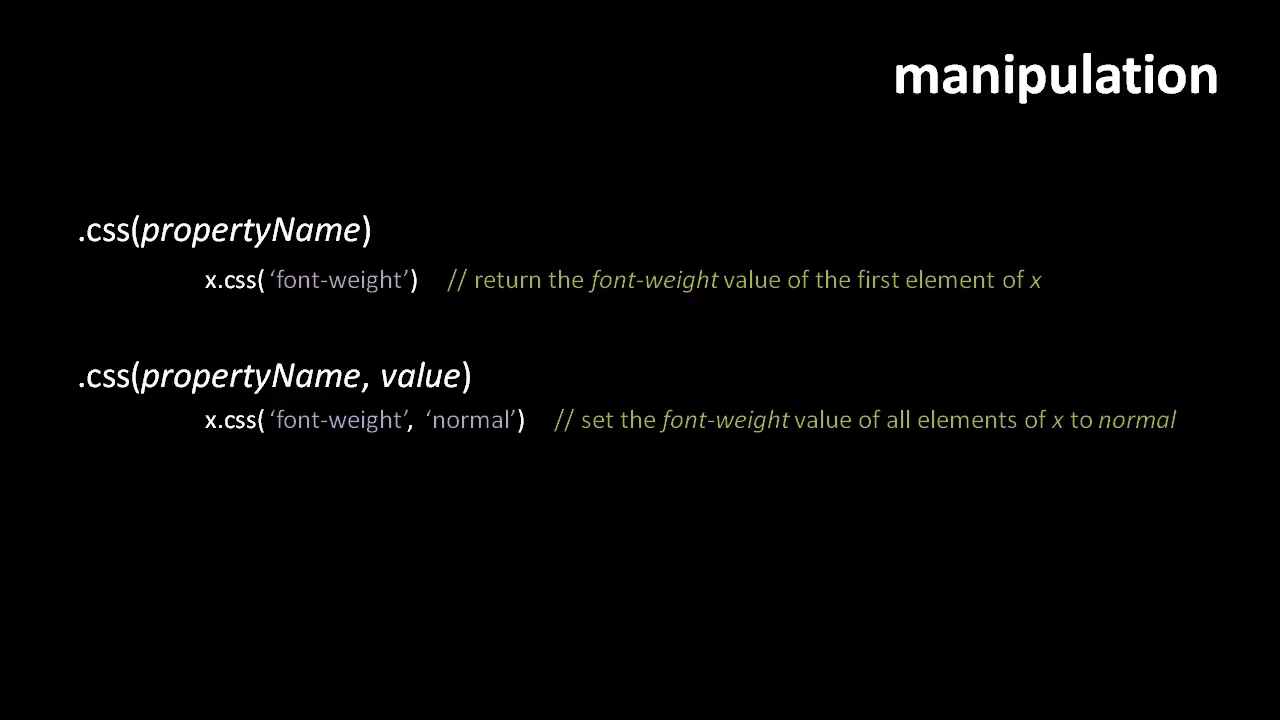 manipulation
.css(propertyName)
x.css( ‘font-weight’) // return the font-weight value of the first element of x
.css(propertyName, value)
x.css( ‘font-weight’, ‘normal’) // set the font-weight value of all elements of x to normal